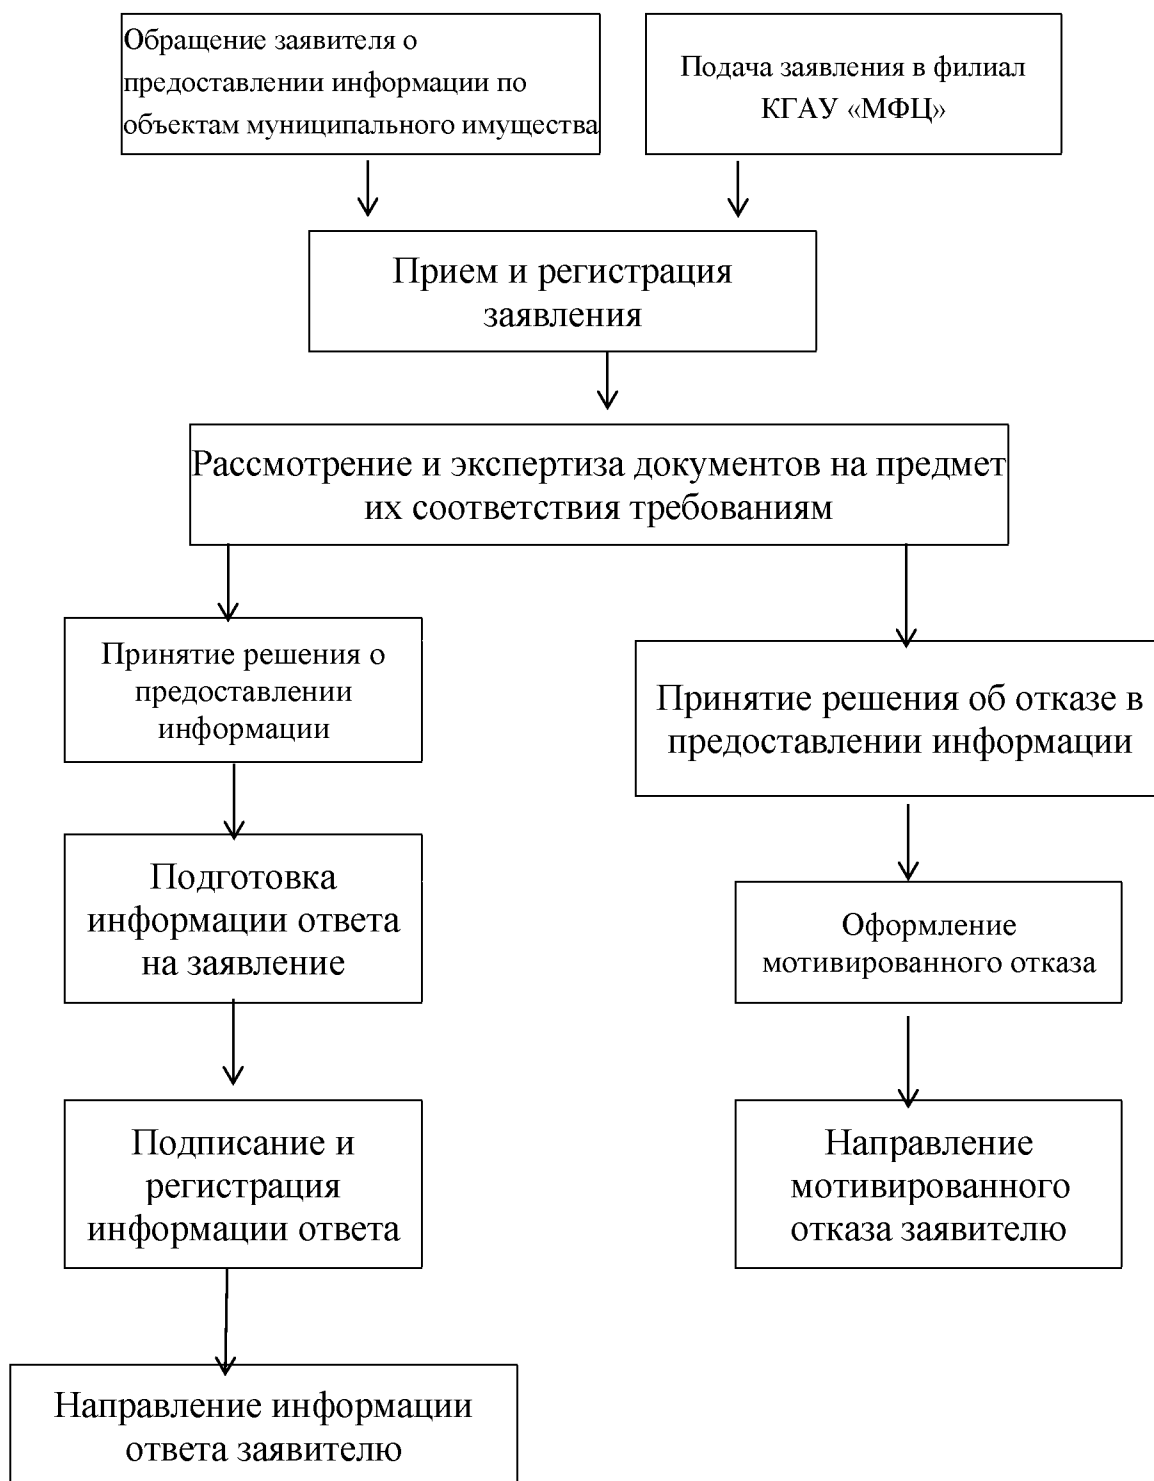 Обращение заявителя о
предоставлении информации по
объектам муниципального имущества
Подача заявления в филиал
КГАУ «МФЦ»
Прием и регистрация
заявления
Рассмотрение и экспертиза документов на предмет
их соответствия требованиям
Принятие решения о
предоставлении
информации
Принятие решения об отказе в
предоставлении информации
Подготовка
информации ответа
на заявление
Оформление
мотивированного отказа
Подписание и
регистрация
информации ответа
Направление
мотивированного
отказа заявителю
Направление информации
ответа заявителю